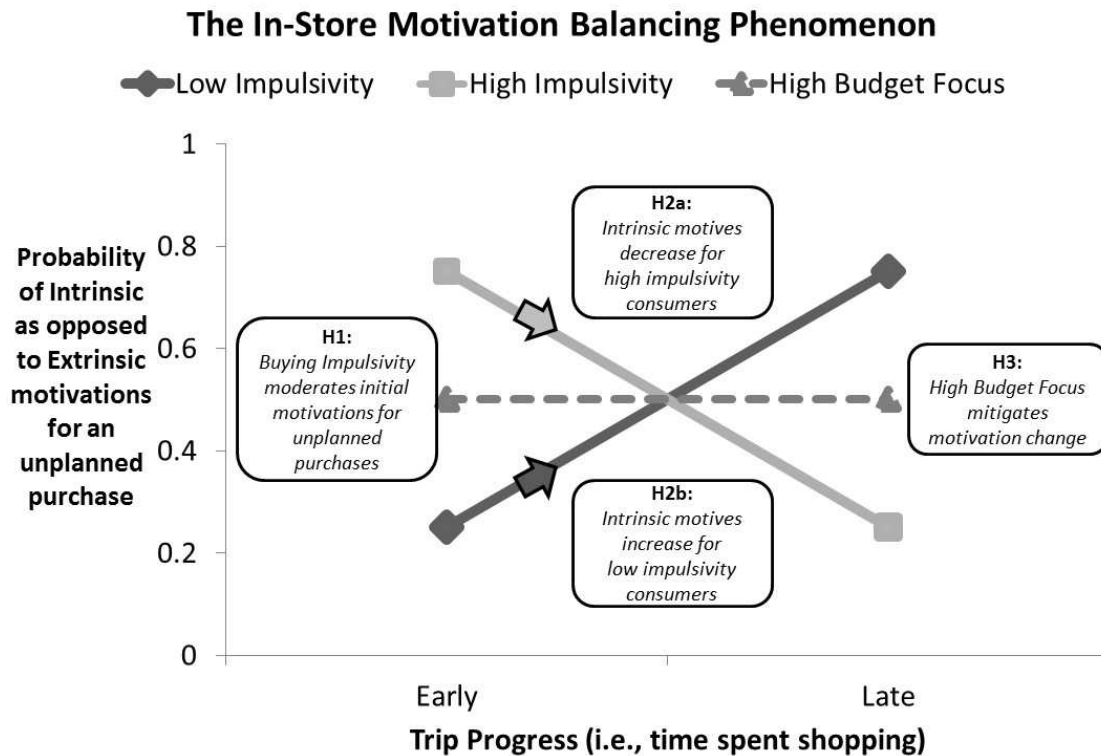 The In-Store Motivation Balancing Phenomenon
Low Impulsivity
High Impulsivity
High Budget Focus
Probability
of Intrinsic
as opposed
to Extrinsic
motivations
for an
unplanned
purchase
1
0.8
0.6
0.4
0.2
0
H1:
Buying Impulsivity
moderates initial
motivations for
unplanned
purchases
H2a:
Intrinsic motives
decrease for
high impulsivity
consumers
H2b:
Intrinsic motives
increase for
low impulsivity
consumers
H3:
High Budget Focus
mitigates
motivation change
Early
Late
Trip Progress (i.e., time spent shopping)